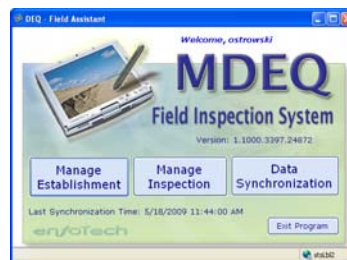 DEQ - Field Assistant
Welcome, ostrowski
MDEQ
Field Inspection System
Version: 1.1000.3397.24872
Manage Establishment
Manage Inspection
Data Synchronization
Last Synchronization Time: 5/18/2009 11:44:00 AM
enfoTech
Exit Program